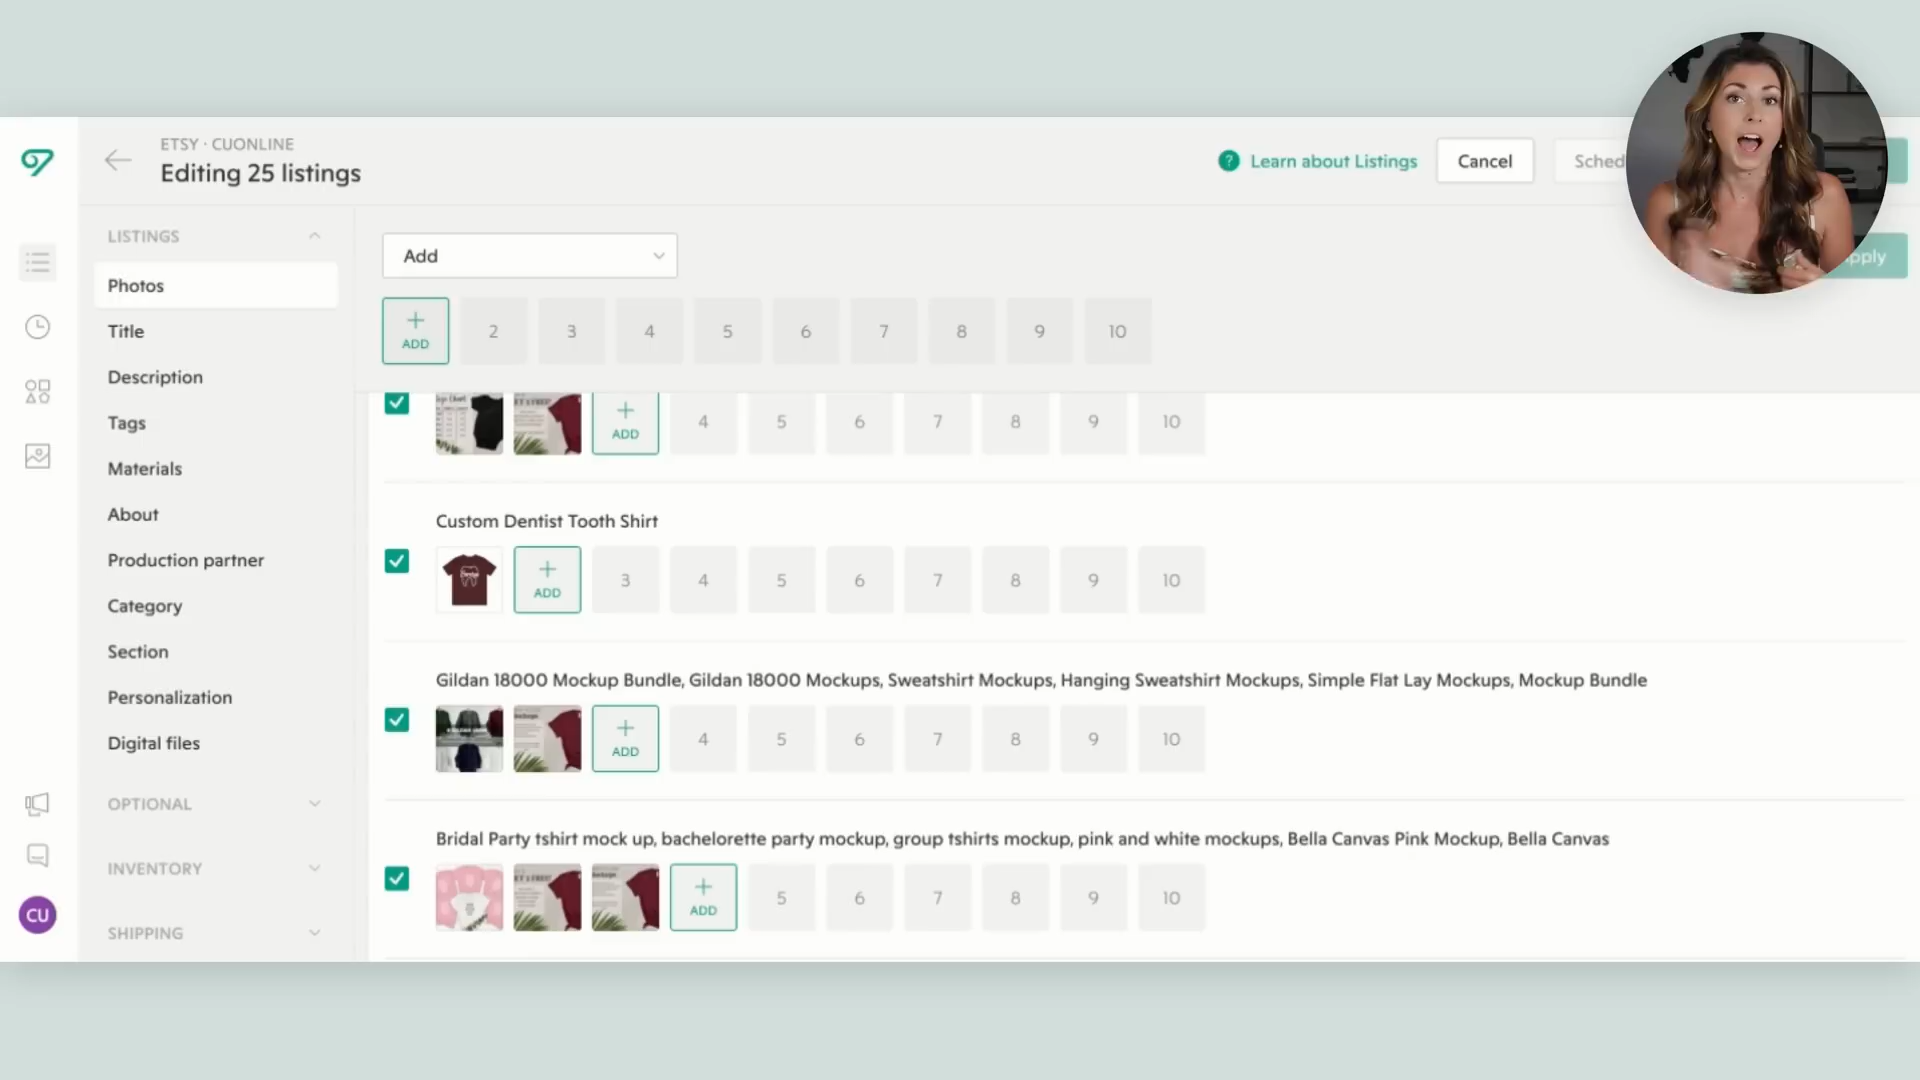 ETSY · CUONLINE
Editing 25 listings
? Learn about Listings
Cancel
Sched
LISTINGS
Photos
Title
Description
Tags
Materials
About
Production partner
Category
Section
Personalization
Digital files
OPTIONAL
INVENTORY
SHIPPING
CU
Add
pply
+ ADD 2 3 4 5 6 7 8 9 10
+ ADD 4 5 6 7 8 9 10
Custom Dentist Tooth Shirt
+ ADD 3 4 5 6 7 8 9 10
Gildan 18000 Mockup Bundle, Gildan 18000 Mockups, Sweatshirt Mockups, Hanging Sweatshirt Mockups, Simple Flat Lay Mockups, Mockup Bundle
+ ADD 4 5 6 7 8 9 10
Bridal Party tshirt mock up, bachelorette party mockup, group tshirts mockup, pink and white mockups, Bella Canvas Pink Mockup, Bella Canvas
+ ADD 5 6 7 8 9 10